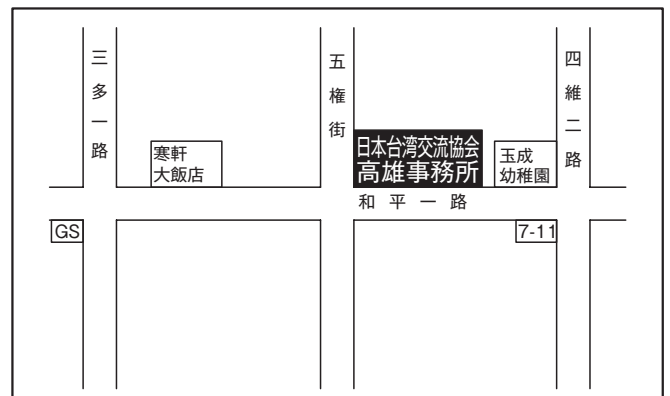 三多一路
五権街
四維二路
寒軒
大飯店
日本台湾交流協会
高雄事務所
玉成
幼稚園
和平一路
GS
7-11